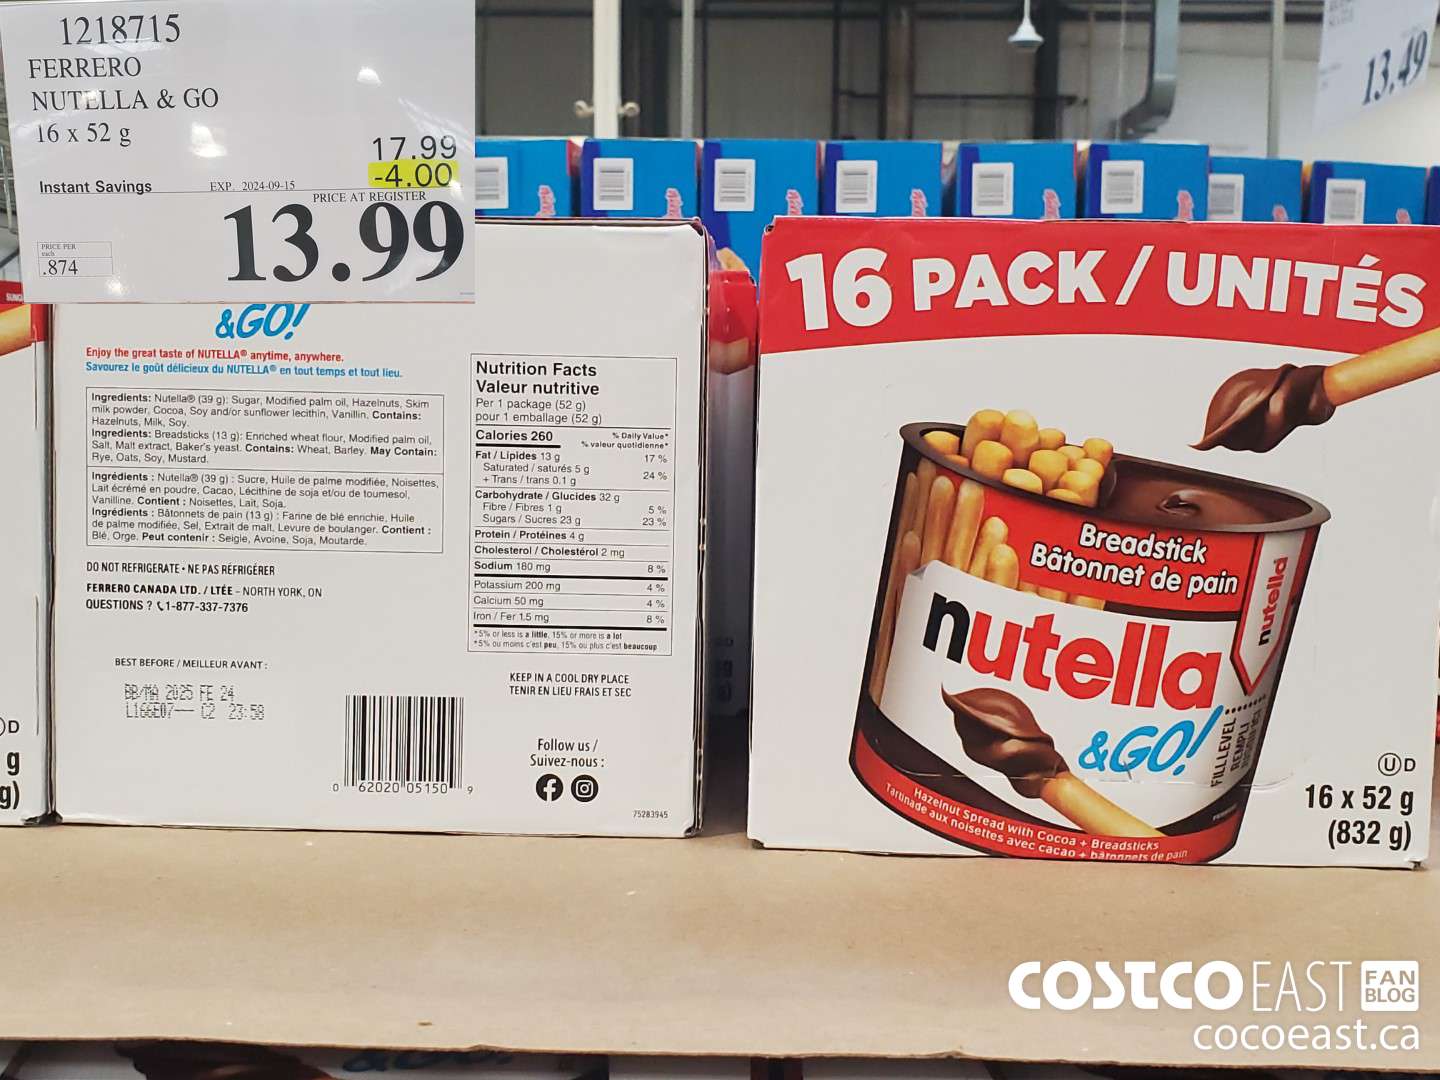 1218715
FERRERO
NUTELLA & GO
16 x 52 g
17.99
Instant Savings EXP. 2024-09-15 -4.00
PRICE AT REGISTER
13.99
PRICE PER
each
.874
13.49
&GO!
Enjoy the great taste of NUTELLA® anytime, anywhere.
Savourez le goût délicieux du NUTELLA® en tout temps et tout lieu.
Ingredients: Nutella® (39 g): Sugar, Modified palm oil, Hazelnuts, Skim
milk powder, Cocoa, Soy and/or sunflower lecithin, Vanillin. Contains:
Hazelnuts, Milk, Soy.
Ingredients: Breadsticks (13 g): Enriched wheat flour, Modified palm oil,
Salt, Malt extract, Baker's yeast. Contains: Wheat, Barley. May Contain:
Rye, Oats, Soy, Mustard.
Ingrédients : Nutella® (39 g) : Sucre, Huile de palme modifiée, Noisettes,
Lait écrémé en poudre, Cacao, Lécithine de soja et/ou de tournesol,
Vanilline. Contient : Noisettes, Lait, Soja.
Ingrédients : Bâtonnets de pain (13 g) : Farine de blé enrichie, Huile
de palme modifiée, Sel, Extrait de malt, Levure de boulanger. Contient :
Blé, Orge. Peut contenir : Seigle, Avoine, Soja, Moutarde.
DO NOT REFRIGERATE • NE PAS RÉFRIGÉRER
FERRERO CANADA LTD. / LTÉE – NORTH YORK, ON
QUESTIONS ? 1-877-337-7376
BEST BEFORE / MEILLEUR AVANT :
BB/MA 2025 FE 24
C2 23:58
0 62020 05150 9
Nutrition Facts
Valeur nutritive
Per 1 package (52 g)
pour 1 emballage (52 g)
Calories 260 % Daily Value*
% valeur quotidienne*
Fat / Lipides 13 g 17 %
Saturated / saturés 5 g
+ Trans / trans 0.1 g 24 %
Carbohydrate / Glucides 32 g
Fibre / Fibres 1 g 5 %
Sugars / Sucres 23 g 23 %
Protein / Protéines 4 g
Cholesterol / Cholestérol 2 mg
Sodium 180 mg 8 %
Potassium 200 mg 4 %
Calcium 50 mg 4 %
Iron / Fer 1.5 mg 8 %
*5% or less is a little, 15% or more is a lot
*5% ou moins c'est peu, 15% ou plus c'est beaucoup
KEEP IN A COOL DRY PLACE
TENIR EN LIEU FRAIS ET SEC
Follow us /
Suivez-nous :
75283945
D
g
g)
16 PACK / UNITÉS
Breadstick
Bâtonnet de pain
nutella
nutella
&GO!
FILL LEVEL
REMPLI
Hazelnut Spread with Cocoa + Breadsticks
Tartinade aux noisettes avec cacao + bâtonnets de pain
U D
16 x 52 g
(832 g)
COSTCO EAST FAN
BLOG
cocoeast.ca